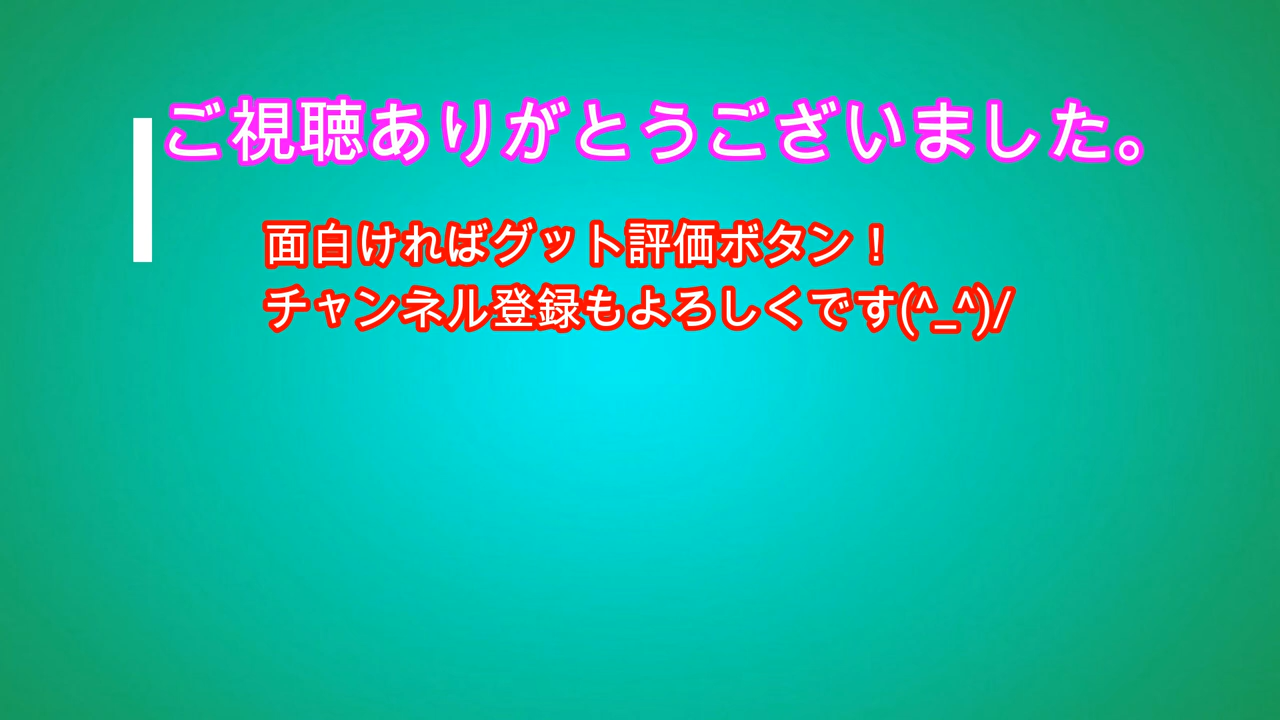 ご視聴ありがとうございました。
面白ければグット評価ボタン！
チャンネル登録もよろしくです(^_^)/